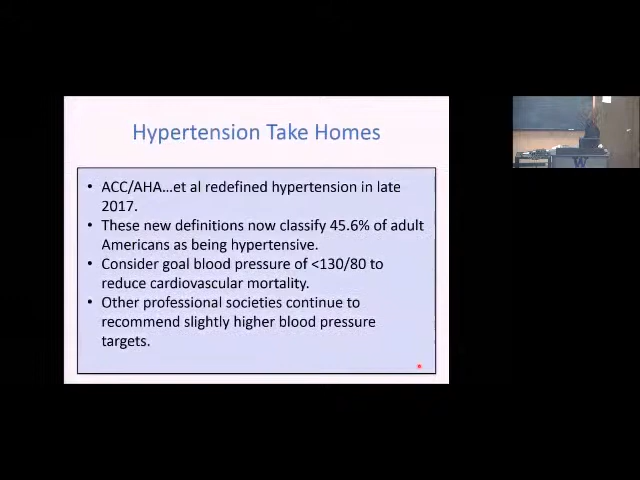 Hypertension Take Homes
• ACC/AHA...et al redefined hypertension in late
2017.
• These new definitions now classify 45.6% of adult
Americans as being hypertensive.
• Consider goal blood pressure of <130/80 to
reduce cardiovascular mortality.
• Other professional societies continue to
recommend slightly higher blood pressure
targets.
W